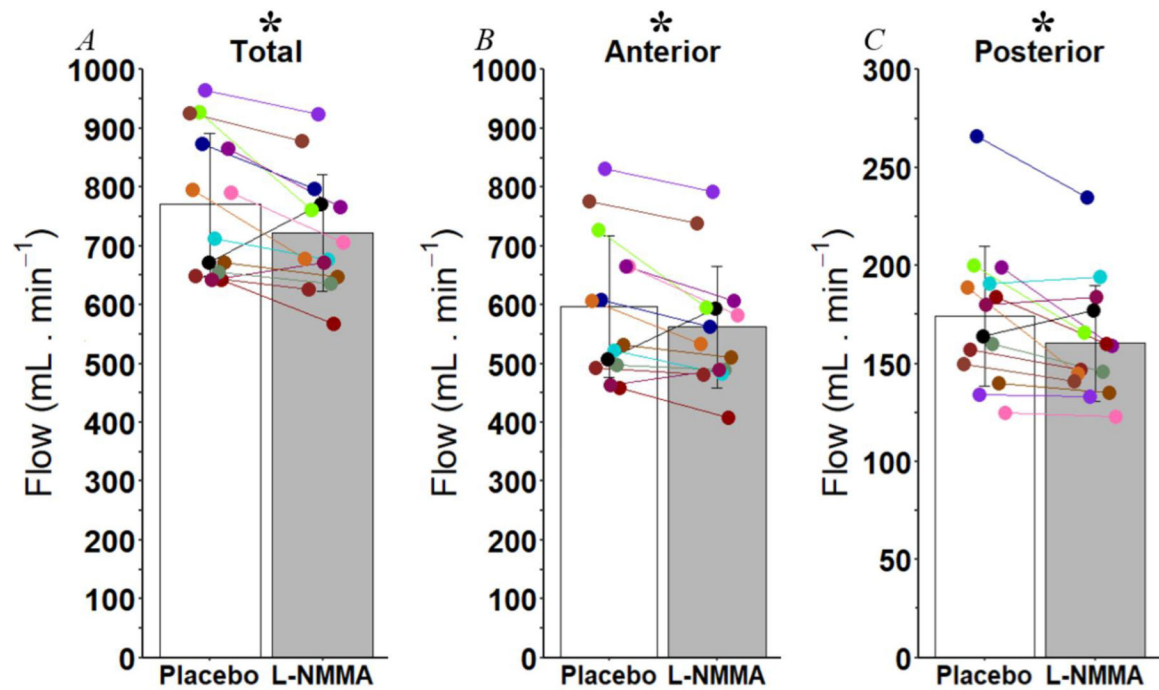 A
*
Total
Flow (mL . min⁻¹)
1000
900
800
700
600
500
400
300
200
100
0
Placebo L-NMMA
B
*
Anterior
Flow (mL . min⁻¹)
1000
900
800
700
600
500
400
300
200
100
0
Placebo L-NMMA
C
*
Posterior
Flow (mL . min⁻¹)
300
250
200
150
100
50
0
Placebo L-NMMA